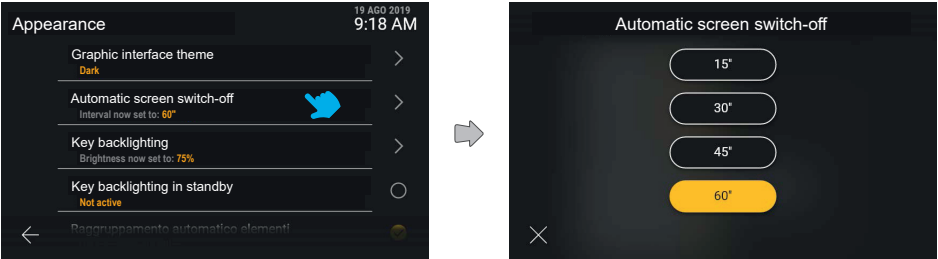 19 AGO 2019
Appearance
9:18 AM
Graphic interface theme
Dark
Automatic screen switch-off
Interval now set to: 60"
Key backlighting
Brightness now set to: 75%
Key backlighting in standby
Not active
Raggruppamento automatico elementi
Automatic screen switch-off
15"
30"
45"
60"